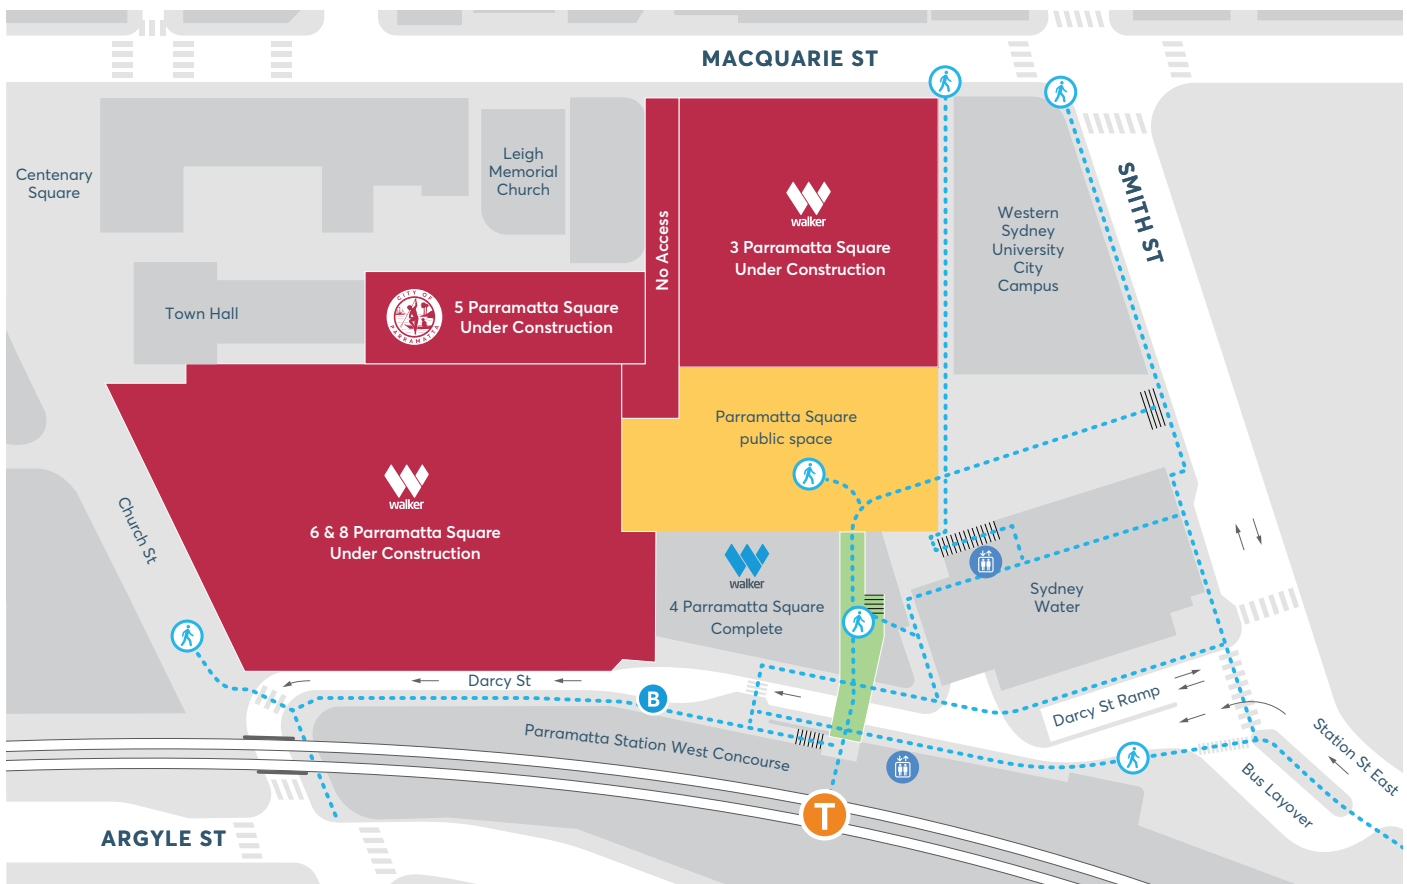 MACQUARIE ST
Centenary
Square
Leigh
Memorial
Church
No Access
walker
3 Parramatta Square
Under Construction
Western
Sydney
University
City
Campus
SMITH ST
Town Hall
CITY OF
PARRAMATTA
5 Parramatta Square
Under Construction
Parramatta Square
public space
Church St
walker
6 & 8 Parramatta Square
Under Construction
walker
4 Parramatta Square
Complete
Sydney
Water
Darcy St
B
Darcy St Ramp
Parramatta Station West Concourse
Station St East
Bus Layover
T
ARGYLE ST